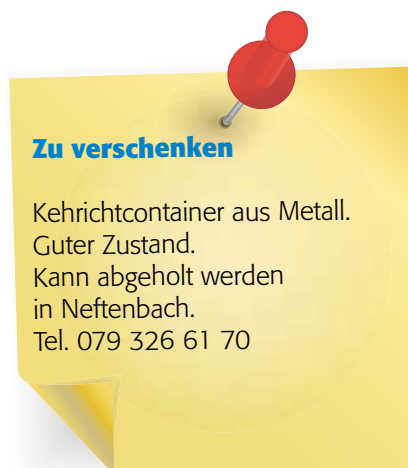 Zu verschenken
Kehrichtcontainer aus Metall.
Guter Zustand.
Kann abgeholt werden
in Neftenbach.
Tel. 079 326 61 70